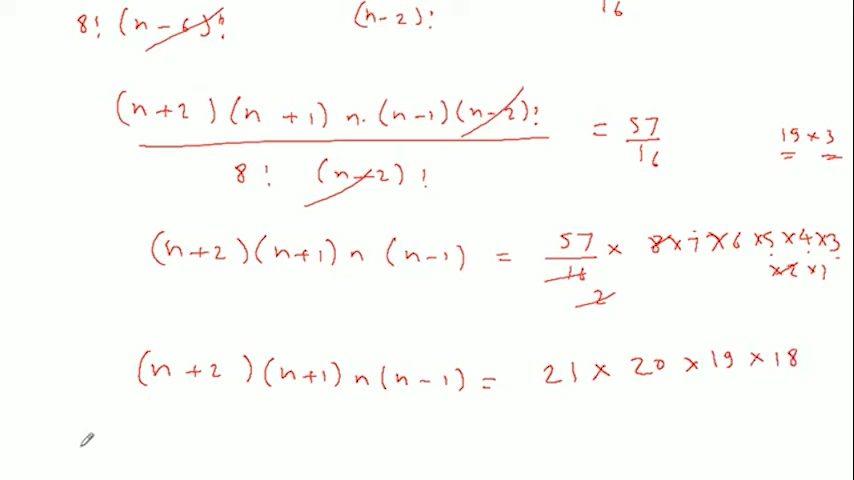 8! (n-6)!        (n-2)!        16
(n+2)(n+1) n. (n-1)(n-2)!
= 57
16
19×3
8! (n-2)!
(n+2)(n+1) n (n-1) = 57 × 8×7×6×5×4×3
16
×2×1
2
(n+2)(n+1) n (n-1) = 21 × 20 × 19 × 18